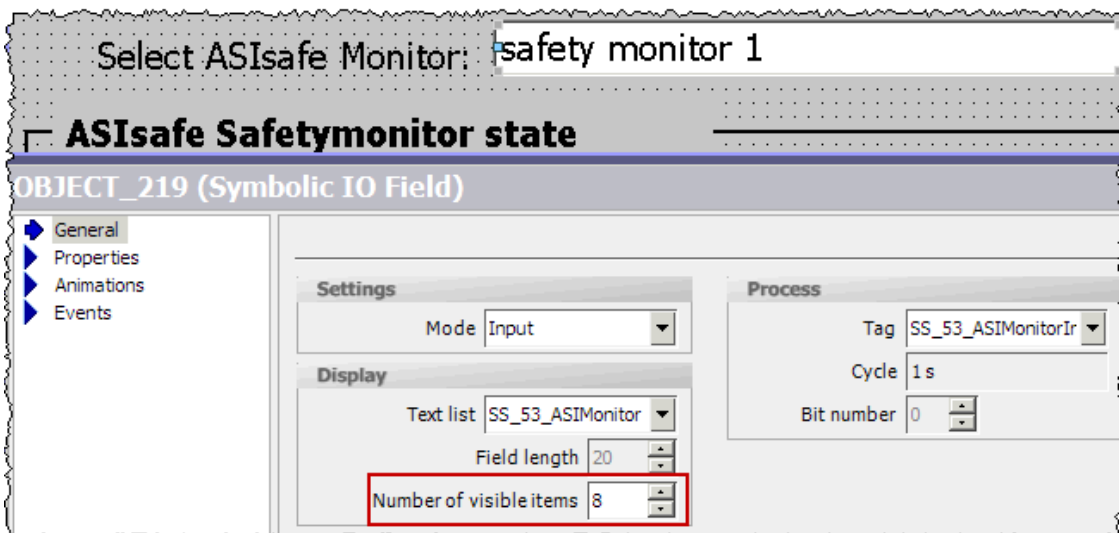 Select ASIsafe Monitor: safety monitor 1
ASIsafe Safetymonitor state
OBJECT_219 (Symbolic IO Field)
General
Properties
Animations
Events
Settings
Mode Input
Display
Text list SS_53_ASIMonitor
Field length 20
Number of visible items 8
Process
Tag SS_53_ASIMonitorIr
Cycle 1 s
Bit number 0